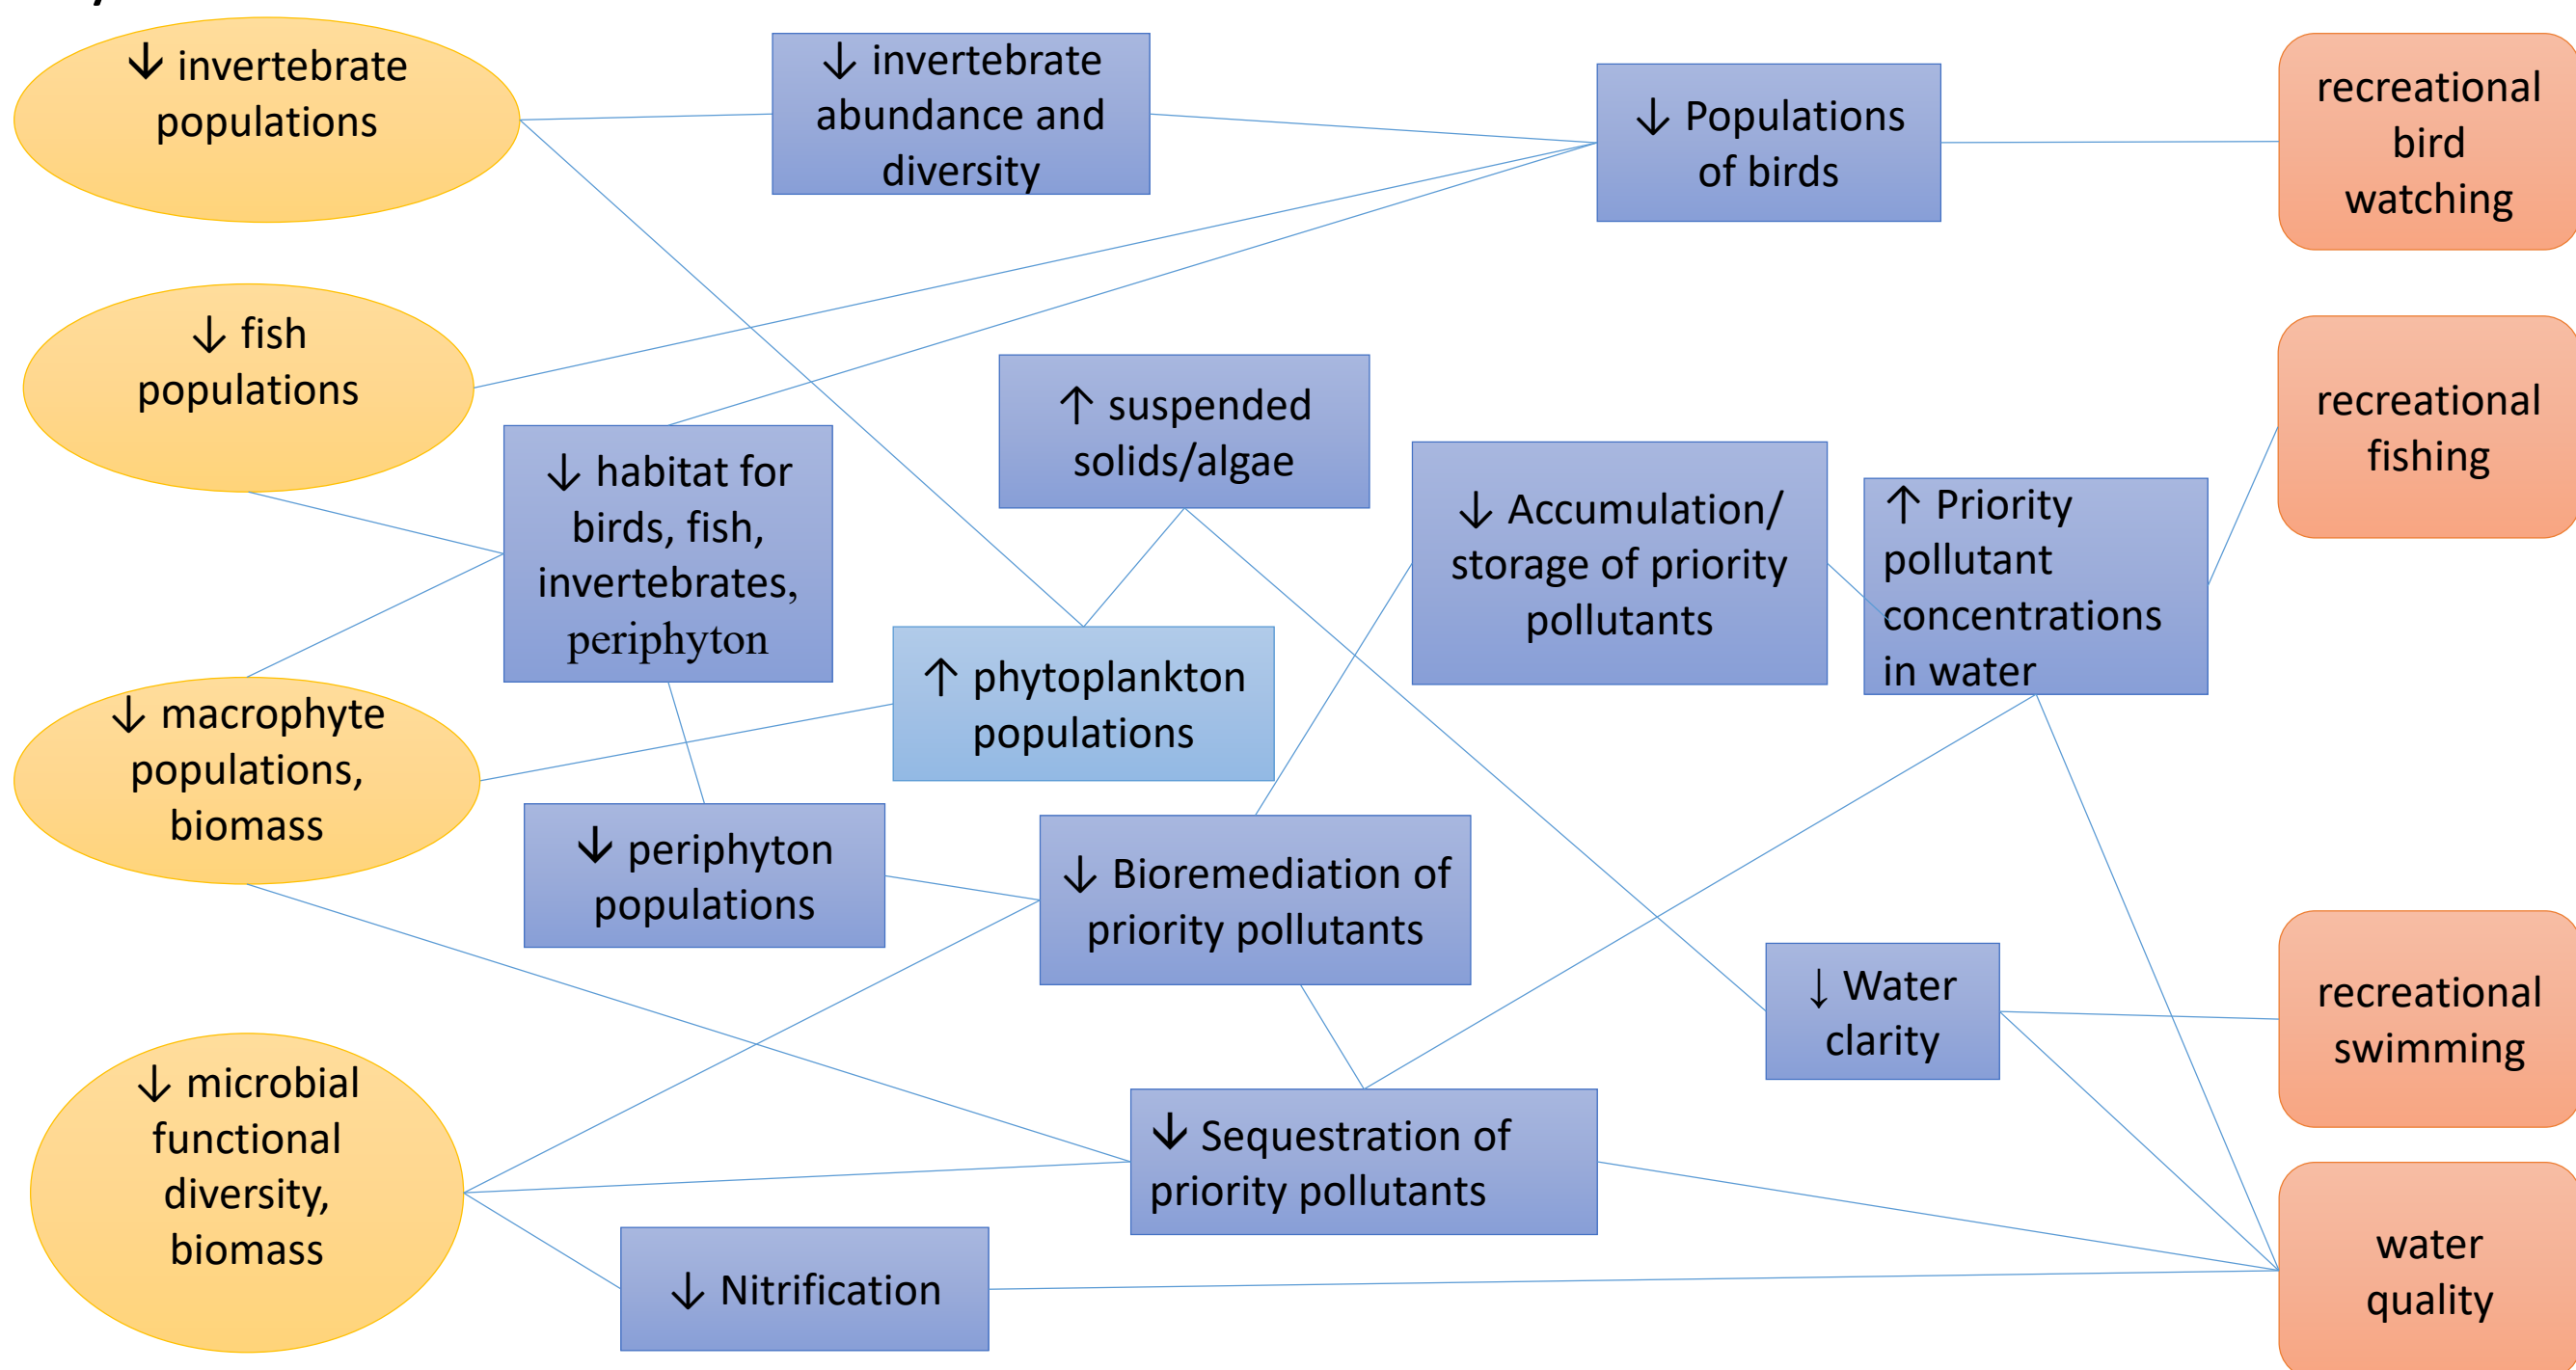 ↓ invertebrate
populations
↓ invertebrate
abundance and
diversity
↓ Populations
of birds
recreational
bird
watching
↓ fish
populations
↑ suspended
solids/algae
recreational
fishing
↓ habitat for
birds, fish,
invertebrates,
periphyton
↓ Accumulation/
storage of priority
pollutants
↑ Priority
pollutant
concentrations
in water
↓ macrophyte
populations,
biomass
↑ phytoplankton
populations
↓ periphyton
populations
↓ Bioremediation of
priority pollutants
↓ Water
clarity
recreational
swimming
↓ microbial
functional
diversity,
biomass
↓ Sequestration of
priority pollutants
↓ Nitrification
water
quality